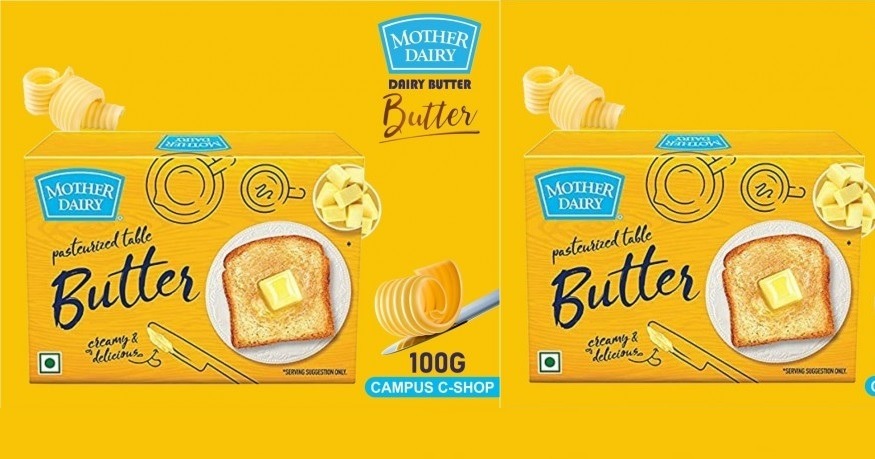 MOTHER
DAIRY
DAIRY BUTTER
Butter
MOTHER DAIRY
MOTHER
DAIRY
pasteurized table
Butter
creamy &
delicious
*SERVING SUGGESTION ONLY.
100G
CAMPUS C-SHOP
MOTHER DAIRY
MOTHER
DAIRY
pasteurized table
Butter
creamy &
delicious
*SERVING SUGGESTION ONLY.